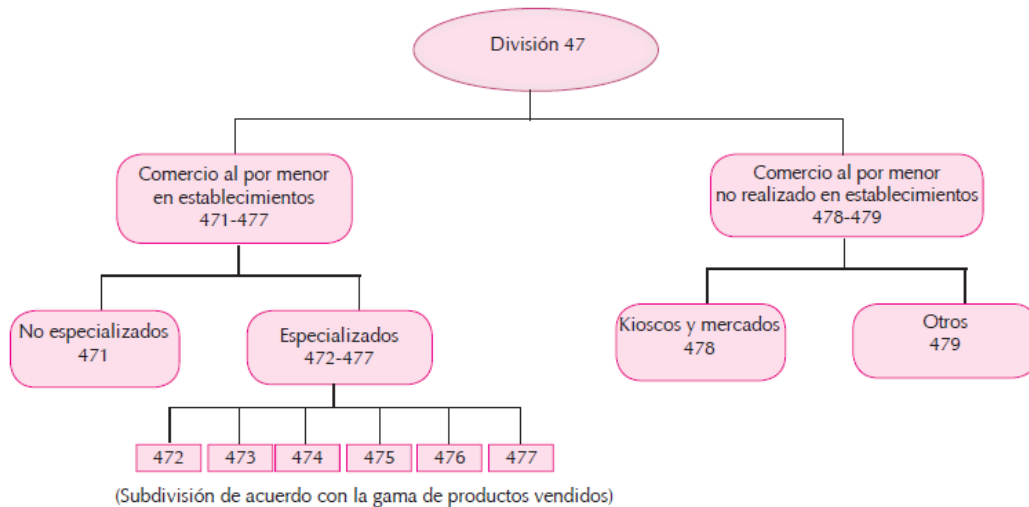 División 47
Comercio al por menor
en establecimientos
471-477
Comercio al por menor
no realizado en establecimientos
478-479
No especializados
471
Especializados
472-477
Kioscos y mercados
478
Otros
479
472
473
474
475
476
477
(Subdivisión de acuerdo con la gama de productos vendidos)